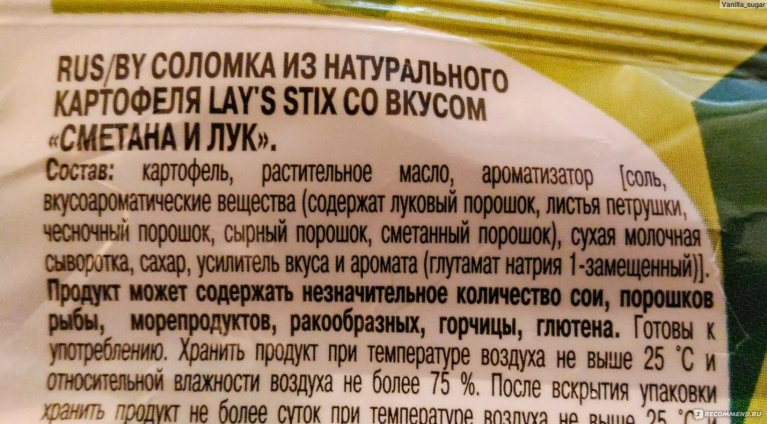 Vanilla_sugar
RUS/BY СОЛОМКА ИЗ НАТУРАЛЬНОГО
КАРТОФЕЛЯ LAY'S STIX СО ВКУСОМ
«СМЕТАНА И ЛУК».
Состав: картофель, растительное масло, ароматизатор [соль,
вкусоароматические вещества (содержат луковый порошок, листья петрушки,
чесночный порошок, сырный порошок, сметанный порошок), сухая молочная
сыворотка, сахар, усилитель вкуса и аромата (глутамат натрия 1-замещенный)].
Продукт может содержать незначительное количество сои, порошков
рыбы, морепродуктов, ракообразных, горчицы, глютена. Готовы к
употреблению. Хранить продукт при температуре воздуха не выше 25 °С и
относительной влажности воздуха не более 75 %. После вскрытия упаковки
хранить продукт не более суток при температуре воздуха не выше 25 °С и
RECOMMEND.RU